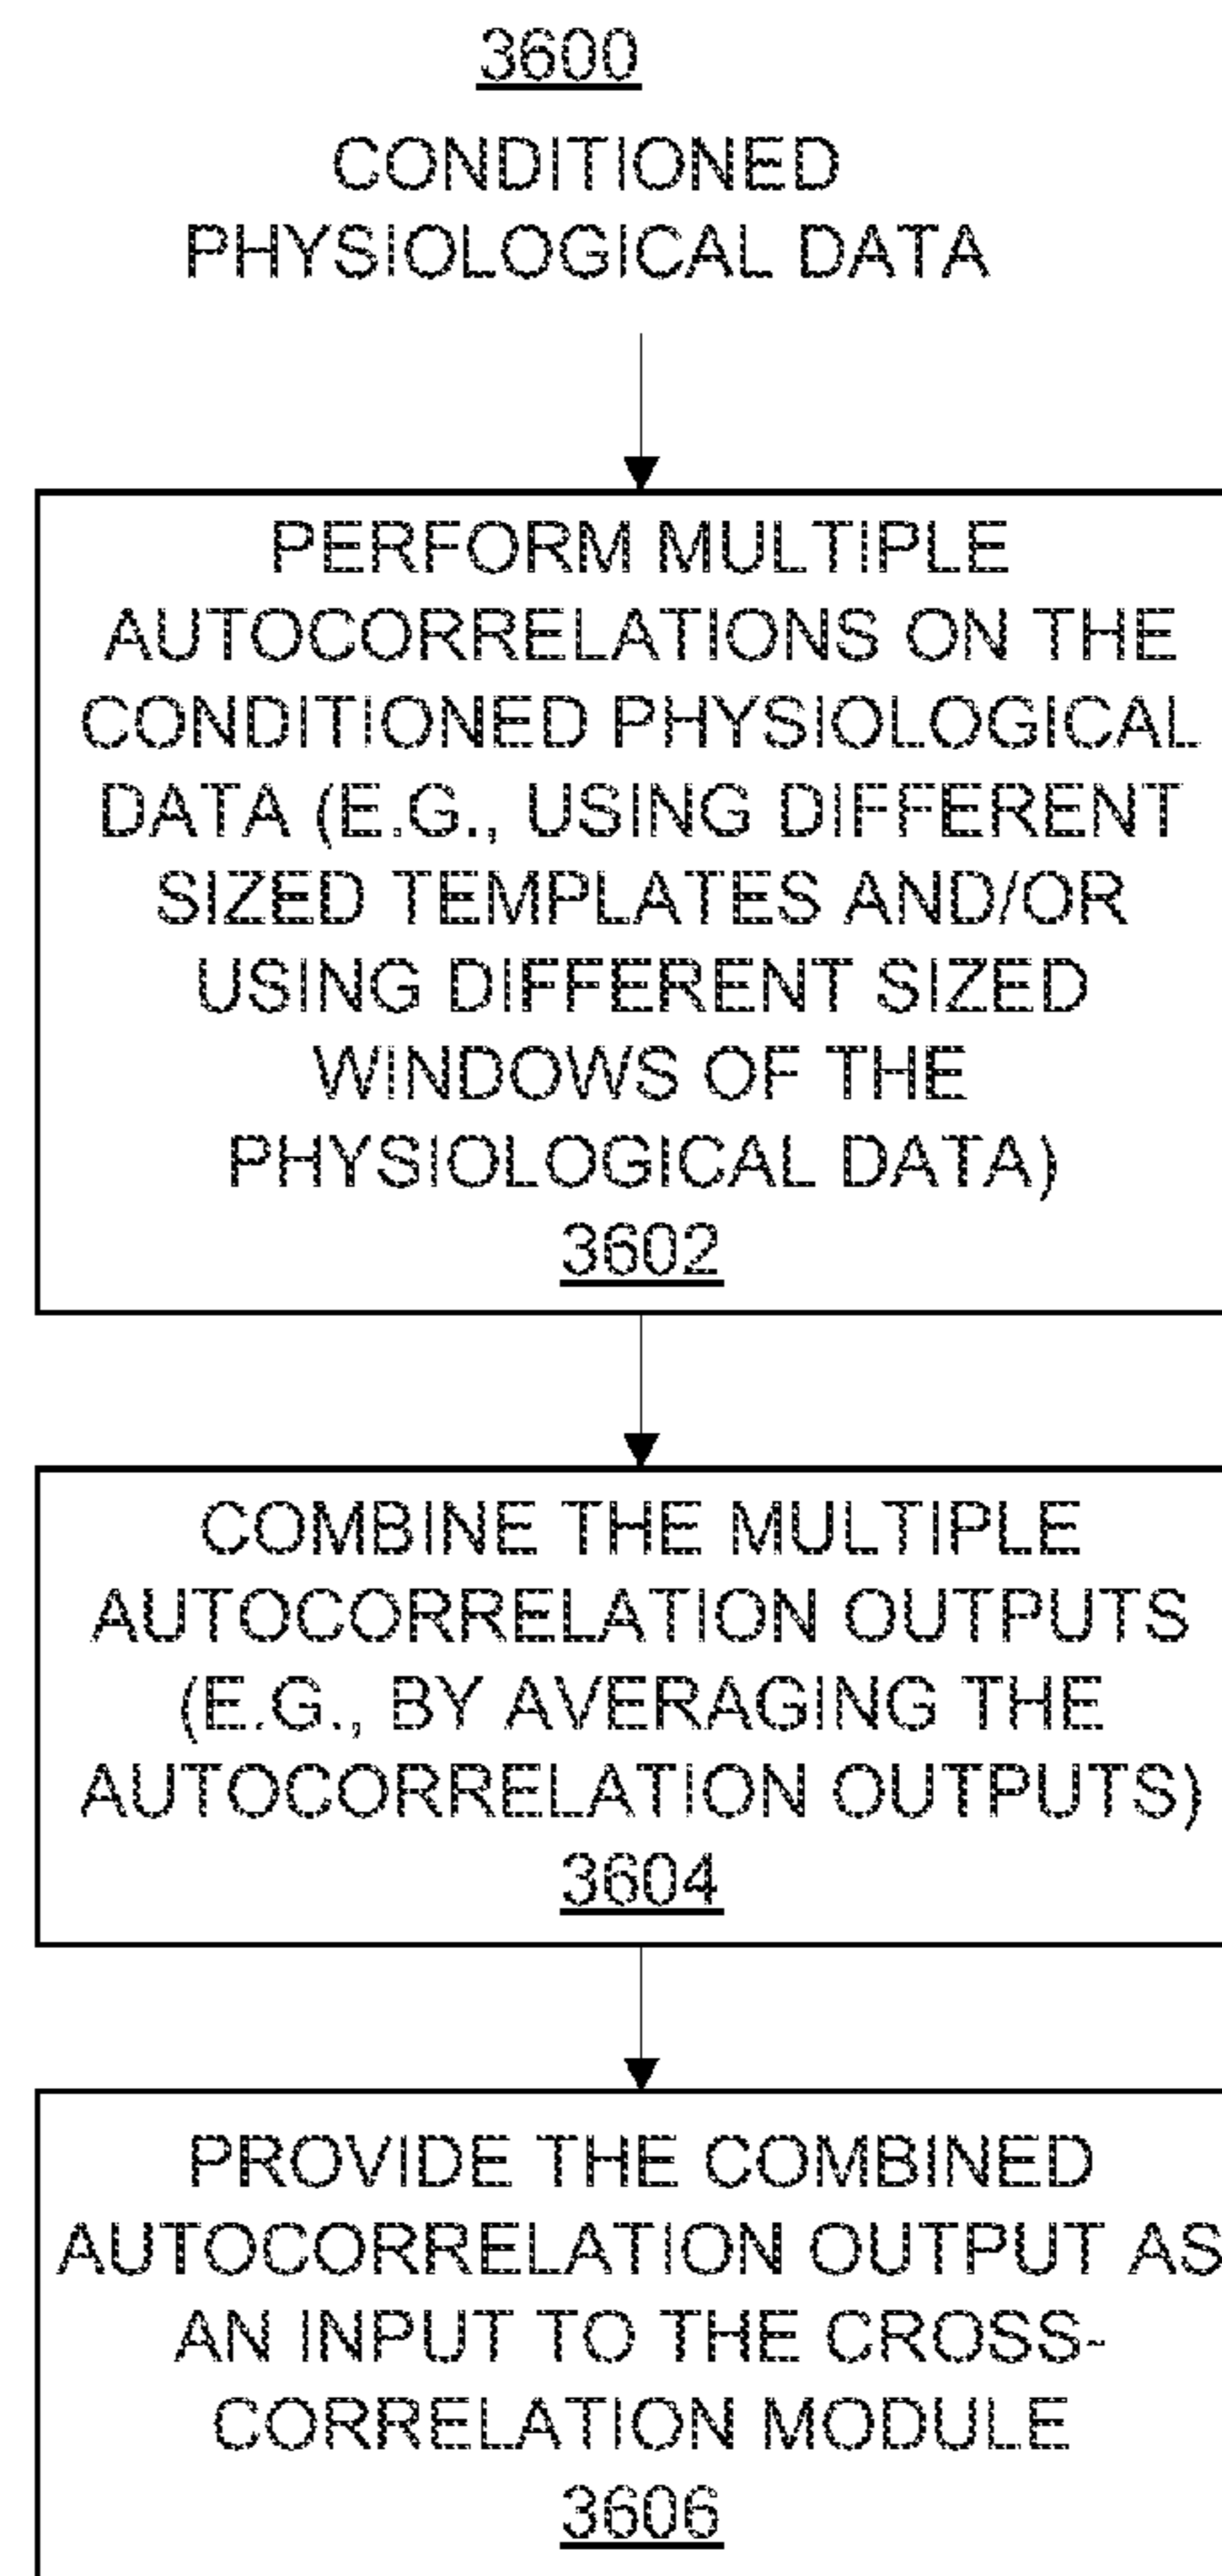 3600
CONDITIONED
PHYSIOLOGICAL DATA
PERFORM MULTIPLE
AUTOCORRELATIONS ON THE
CONDITIONED PHYSIOLOGICAL
DATA (E.G., USING DIFFERENT
SIZED TEMPLATES AND/OR
USING DIFFERENT SIZED
WINDOWS OF THE
PHYSIOLOGICAL DATA)
3602
COMBINE THE MULTIPLE
AUTOCORRELATION OUTPUTS
(E.G., BY AVERAGING THE
AUTOCORRELATION OUTPUTS)
3604
PROVIDE THE COMBINED
AUTOCORRELATION OUTPUT AS
AN INPUT TO THE CROSS-
CORRELATION MODULE
3606